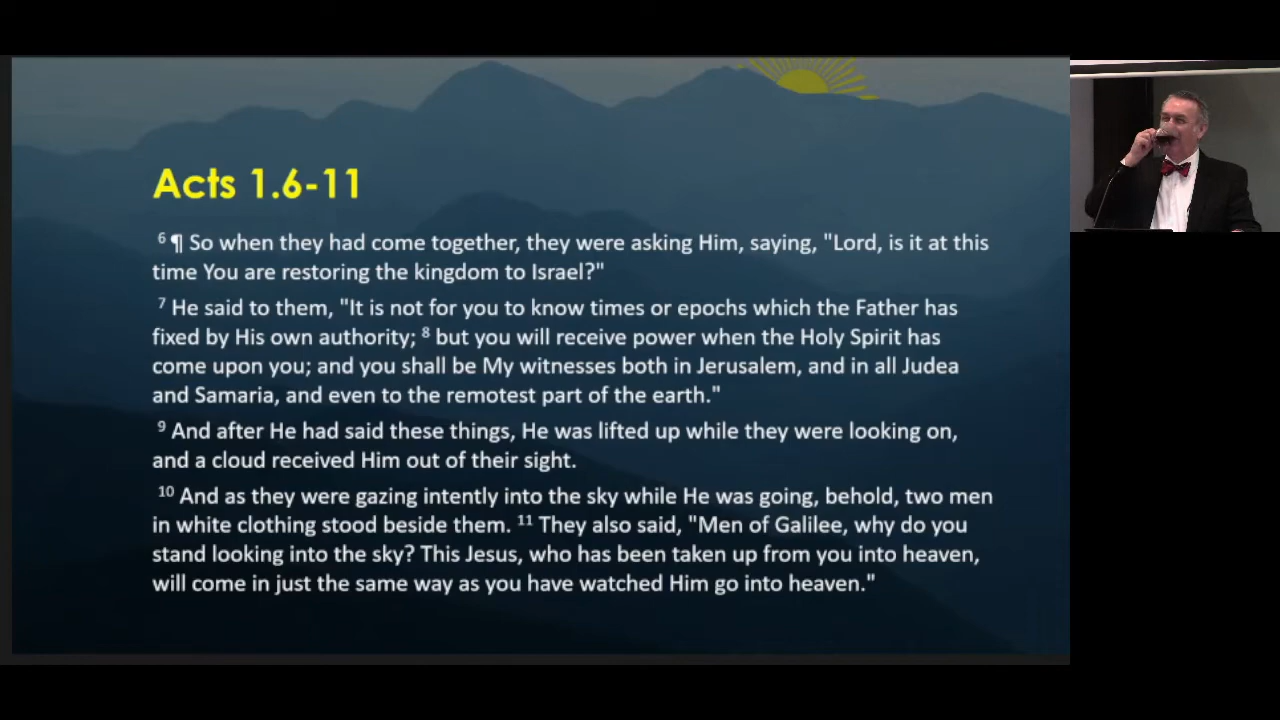 Acts 1.6-11
6 ¶ So when they had come together, they were asking Him, saying, "Lord, is it at this
time You are restoring the kingdom to Israel?"
7 He said to them, "It is not for you to know times or epochs which the Father has
fixed by His own authority; 8 but you will receive power when the Holy Spirit has
come upon you; and you shall be My witnesses both in Jerusalem, and in all Judea
and Samaria, and even to the remotest part of the earth."
9 And after He had said these things, He was lifted up while they were looking on,
and a cloud received Him out of their sight.
10 And as they were gazing intently into the sky while He was going, behold, two men
in white clothing stood beside them. 11 They also said, "Men of Galilee, why do you
stand looking into the sky? This Jesus, who has been taken up from you into heaven,
will come in just the same way as you have watched Him go into heaven."